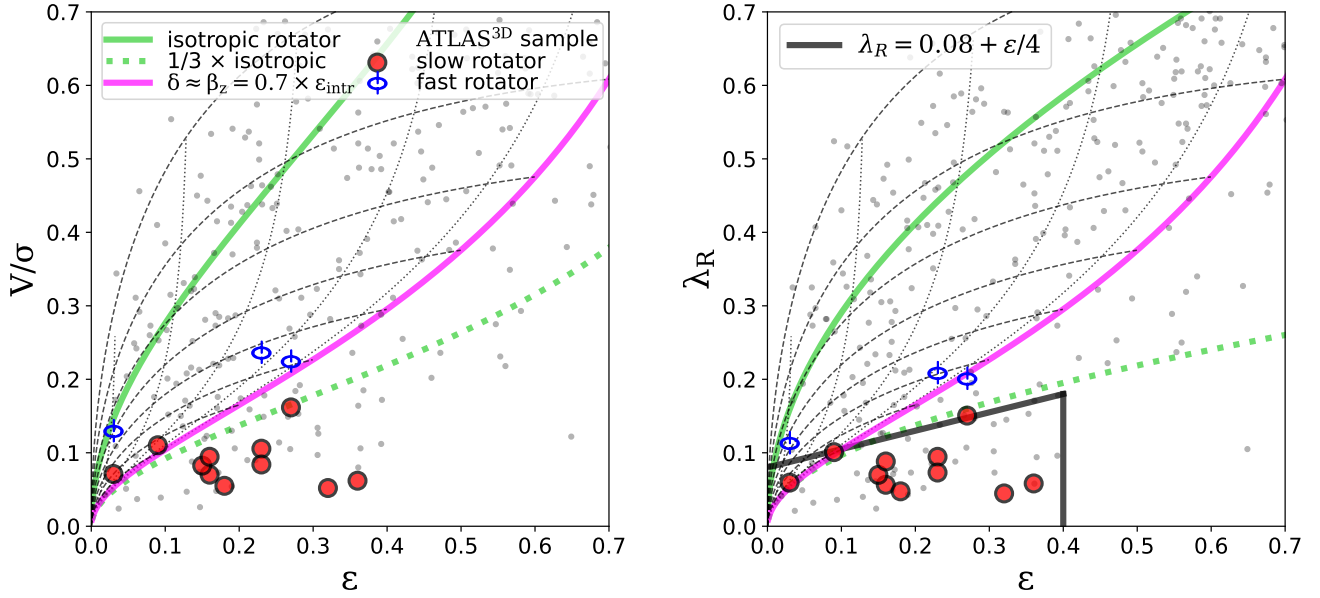 isotropic rotator
1/3 × isotropic
δ ≈ β_z = 0.7 × ε_intr
ATLAS^3D sample
slow rotator
fast rotator
V/σ
0.7
0.6
0.5
0.4
0.3
0.2
0.1
0.0
0.0 0.1 0.2 0.3 0.4 0.5 0.6 0.7
ε
λ_R = 0.08 + ε/4
λ_R
0.7
0.6
0.5
0.4
0.3
0.2
0.1
0.0
0.0 0.1 0.2 0.3 0.4 0.5 0.6 0.7
ε